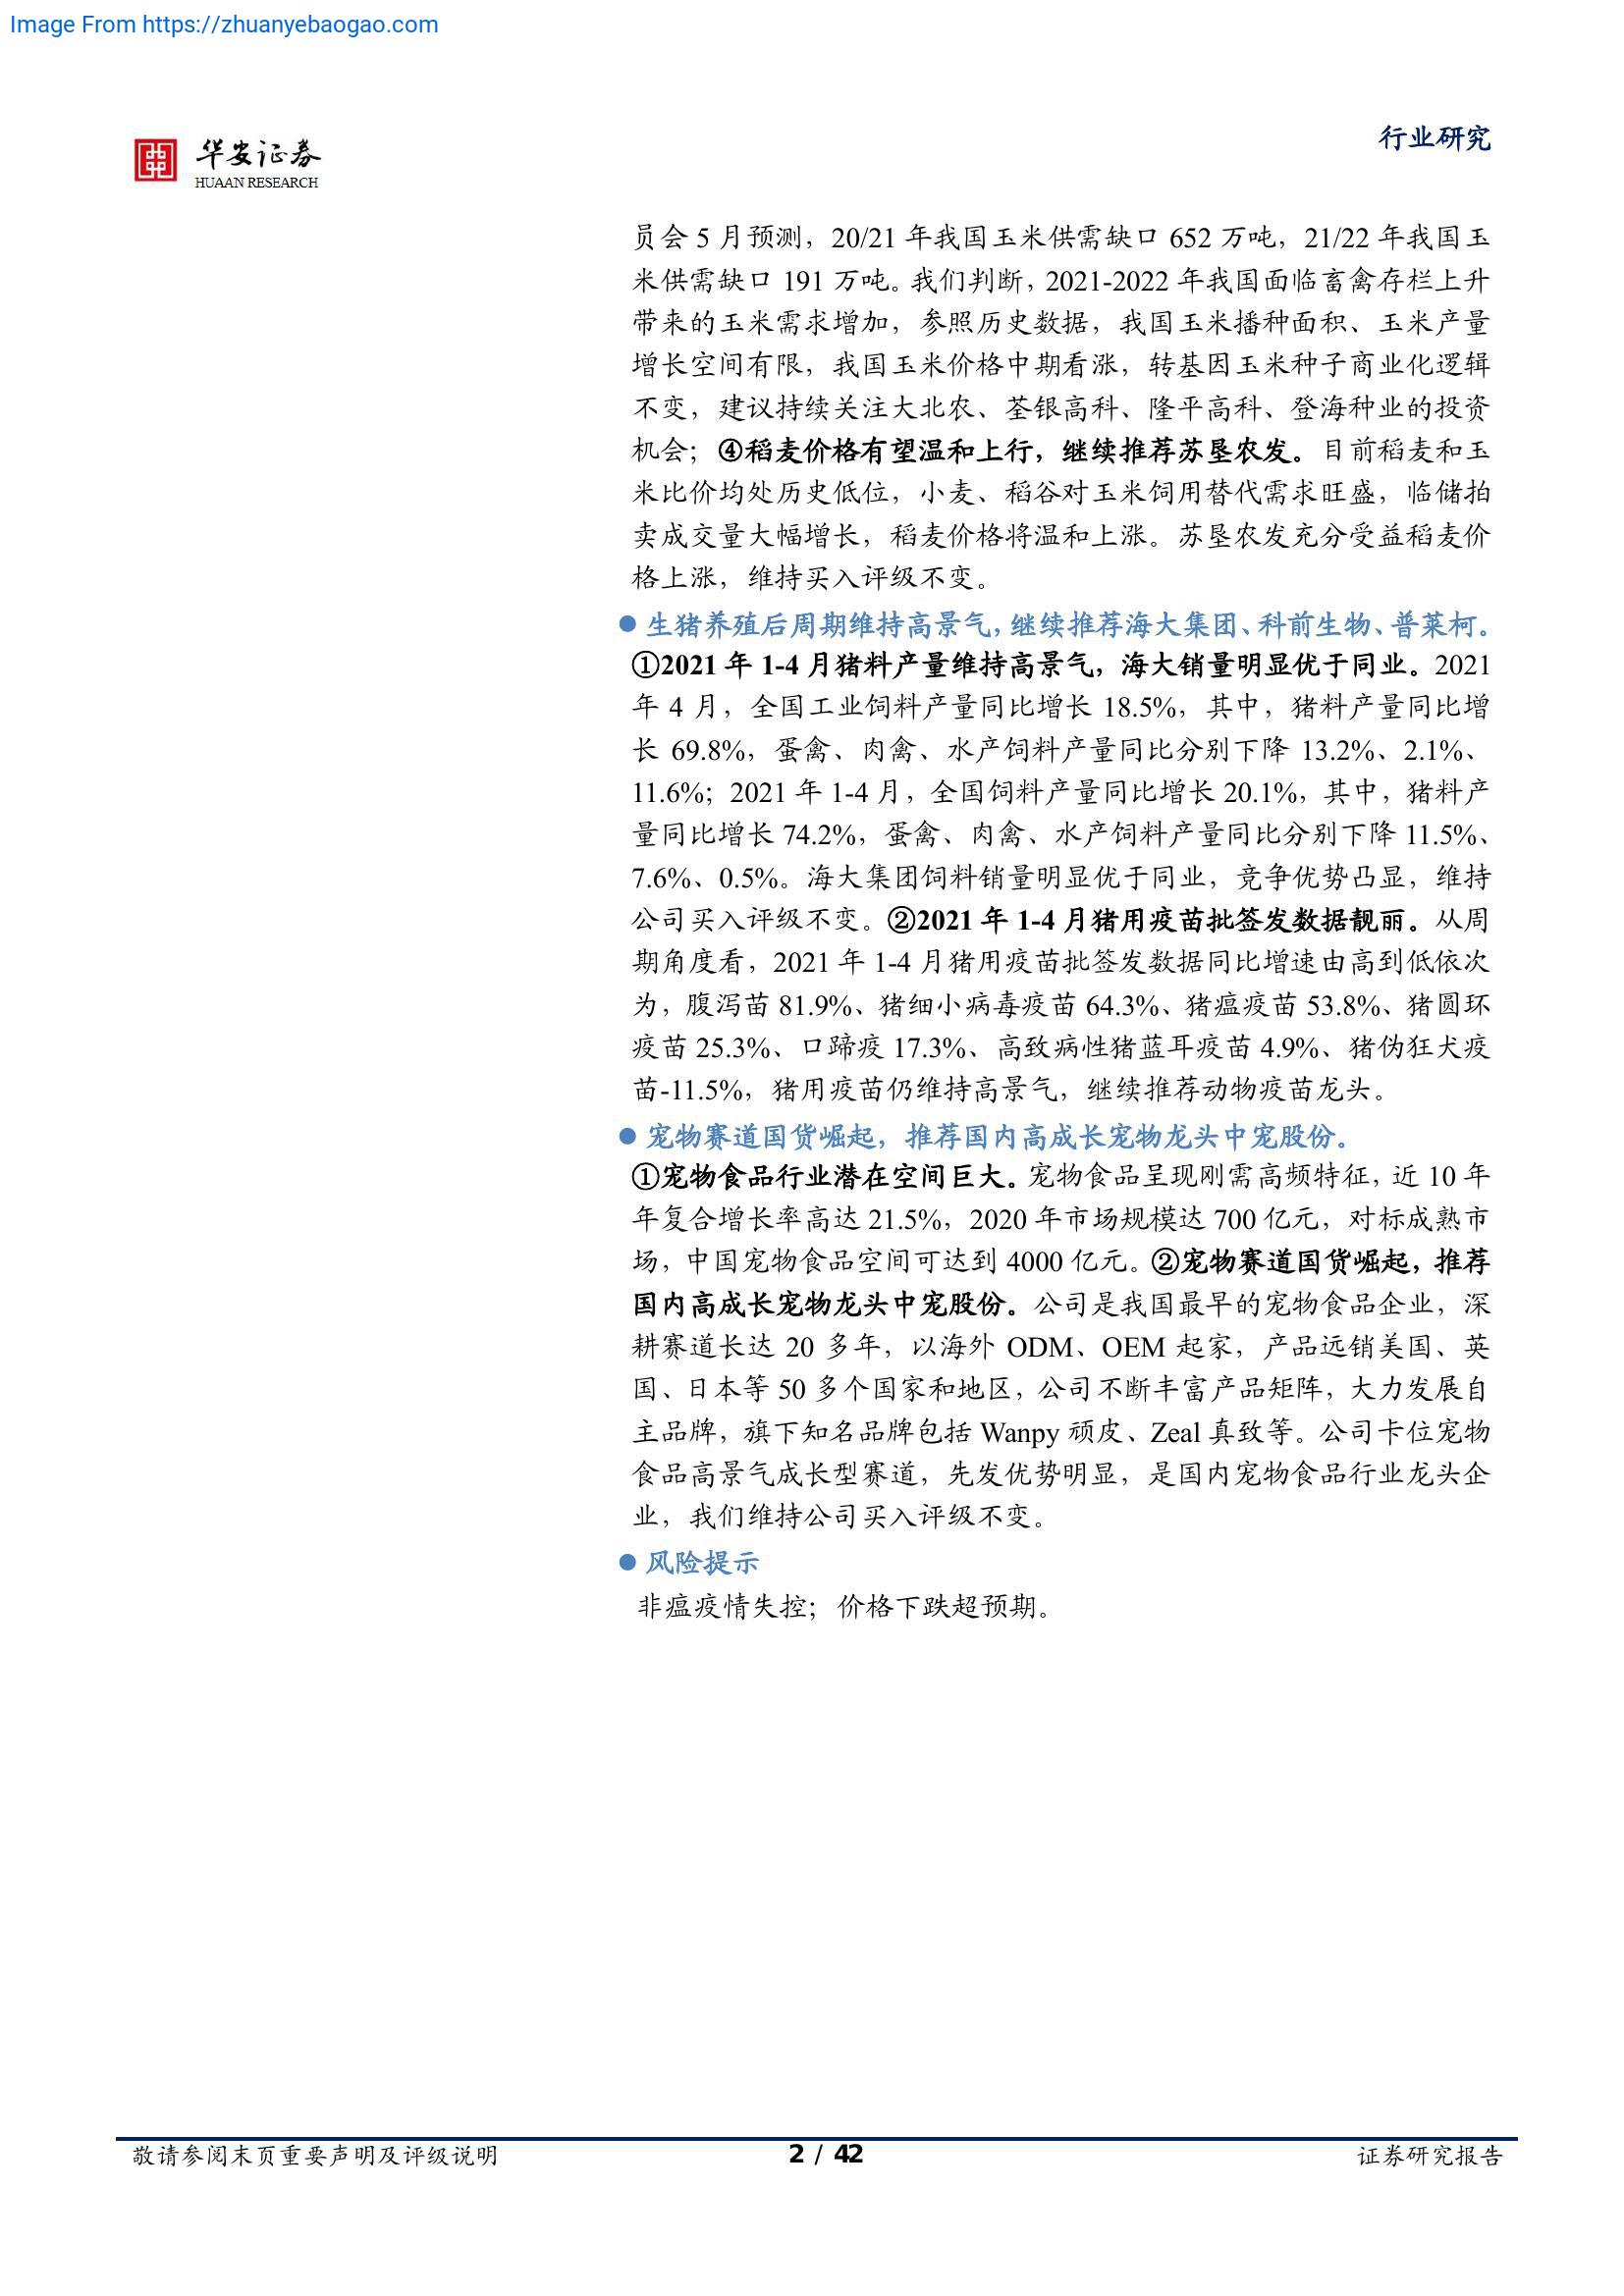 Image From https://zhuanyebaogao.com
华安证券
HUAAN RESEARCH
行业研究
员会 5 月预测，20/21 年我国玉米供需缺口 652 万吨，21/22 年我国玉
米供需缺口 191 万吨。我们判断，2021-2022 年我国面临畜禽存栏上升
带来的玉米需求增加，参照历史数据，我国玉米播种面积、玉米产量
增长空间有限，我国玉米价格中期看涨，转基因玉米种子商业化逻辑
不变，建议持续关注大北农、荃银高科、隆平高科、登海种业的投资
机会；④稻麦价格有望温和上行，继续推荐苏垦农发。目前稻麦和玉
米比价均处历史低位，小麦、稻谷对玉米饲用替代需求旺盛，临储拍
卖成交量大幅增长，稻麦价格将温和上涨。苏垦农发充分受益稻麦价
格上涨，维持买入评级不变。
● 生猪养殖后周期维持高景气，继续推荐海大集团、科前生物、普莱柯。
①2021 年 1-4 月猪料产量维持高景气，海大销量明显优于同业。2021
年 4 月，全国工业饲料产量同比增长 18.5%，其中，猪料产量同比增
长 69.8%，蛋禽、肉禽、水产饲料产量同比分别下降 13.2%、2.1%、
11.6%；2021 年 1-4 月，全国饲料产量同比增长 20.1%，其中，猪料产
量同比增长 74.2%，蛋禽、肉禽、水产饲料产量同比分别下降 11.5%、
7.6%、0.5%。海大集团饲料销量明显优于同业，竞争优势凸显，维持
公司买入评级不变。②2021 年 1-4 月猪用疫苗批签发数据靓丽。从周
期角度看，2021 年 1-4 月猪用疫苗批签发数据同比增速由高到低依次
为，腹泻苗 81.9%、猪细小病毒疫苗 64.3%、猪瘟疫苗 53.8%、猪圆环
疫苗 25.3%、口蹄疫 17.3%、高致病性猪蓝耳疫苗 4.9%、猪伪狂犬疫
苗-11.5%，猪用疫苗仍维持高景气，继续推荐动物疫苗龙头。
● 宠物赛道国货崛起，推荐国内高成长宠物龙头中宠股份。
①宠物食品行业潜在空间巨大。宠物食品呈现刚需高频特征，近 10 年
年复合增长率高达 21.5%，2020 年市场规模达 700 亿元，对标成熟市
场，中国宠物食品空间可达到 4000 亿元。②宠物赛道国货崛起，推荐
国内高成长宠物龙头中宠股份。公司是我国最早的宠物食品企业，深
耕赛道长达 20 多年，以海外 ODM、OEM 起家，产品远销美国、英
国、日本等 50 多个国家和地区，公司不断丰富产品矩阵，大力发展自
主品牌，旗下知名品牌包括 Wanpy 顽皮、Zeal 真致等。公司卡位宠物
食品高景气成长型赛道，先发优势明显，是国内宠物食品行业龙头企
业，我们维持公司买入评级不变。
● 风险提示
非瘟疫情失控；价格下跌超预期。
敬请参阅末页重要声明及评级说明
2 / 42
证券研究报告